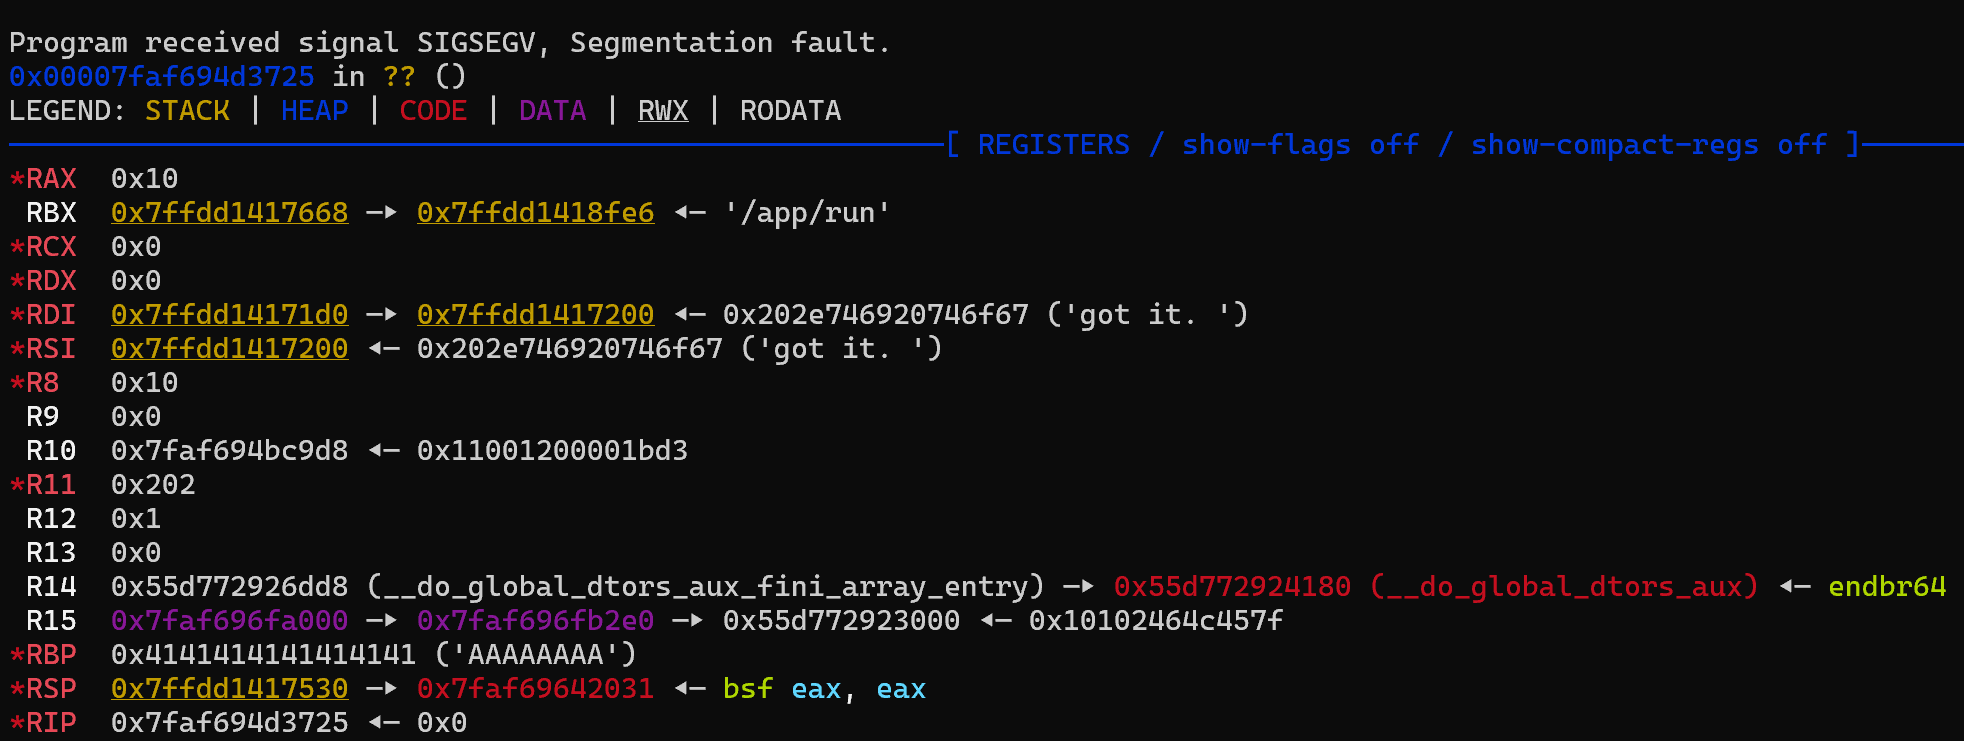 Program received signal SIGSEGV, Segmentation fault.
0x00007faf694d3725 in ?? ()
LEGEND: STACK | HEAP | CODE | DATA | RWX | RODATA
[ REGISTERS / show-flags off / show-compact-regs off ]
*RAX  0x10
 RBX  0x7ffdd1417668 —▸ 0x7ffdd1418fe6 ◂— '/app/run'
*RCX  0x0
*RDX  0x0
*RDI  0x7ffdd14171d0 —▸ 0x7ffdd1417200 ◂— 0x202e746920746f67 ('got it. ')
*RSI  0x7ffdd1417200 ◂— 0x202e746920746f67 ('got it. ')
*R8   0x10
 R9   0x0
 R10  0x7faf694bc9d8 ◂— 0x11001200001bd3
*R11  0x202
 R12  0x1
 R13  0x0
 R14  0x55d772926dd8 (__do_global_dtors_aux_fini_array_entry) —▸ 0x55d772924180 (__do_global_dtors_aux) ◂— endbr64
 R15  0x7faf696fa000 —▸ 0x7faf696fb2e0 —▸ 0x55d772923000 ◂— 0x10102464c457f
*RBP  0x4141414141414141 ('AAAAAAAA')
*RSP  0x7ffdd1417530 —▸ 0x7faf69642031 ◂— bsf eax, eax
*RIP  0x7faf694d3725 ◂— 0x0